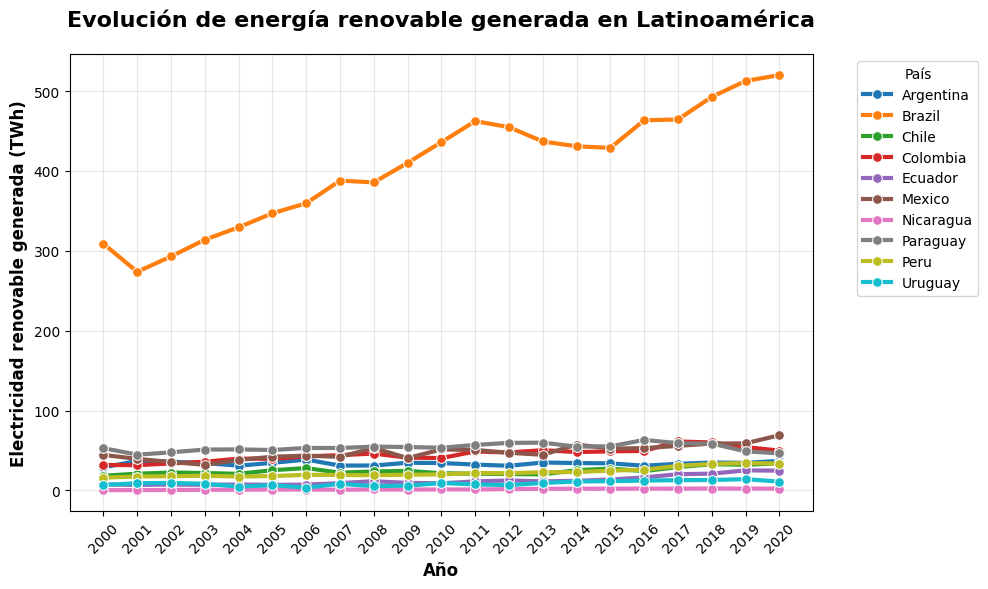 Evolución de energía renovable generada en Latinoamérica
Electricidad renovable generada (TWh)
500
400
300
200
100
0
2000
2001
2002
2003
2004
2005
2006
2007
2008
2009
2010
2011
2012
2013
2014
2015
2016
2017
2018
2019
2020
Año
País
Argentina
Brazil
Chile
Colombia
Ecuador
Mexico
Nicaragua
Paraguay
Peru
Uruguay